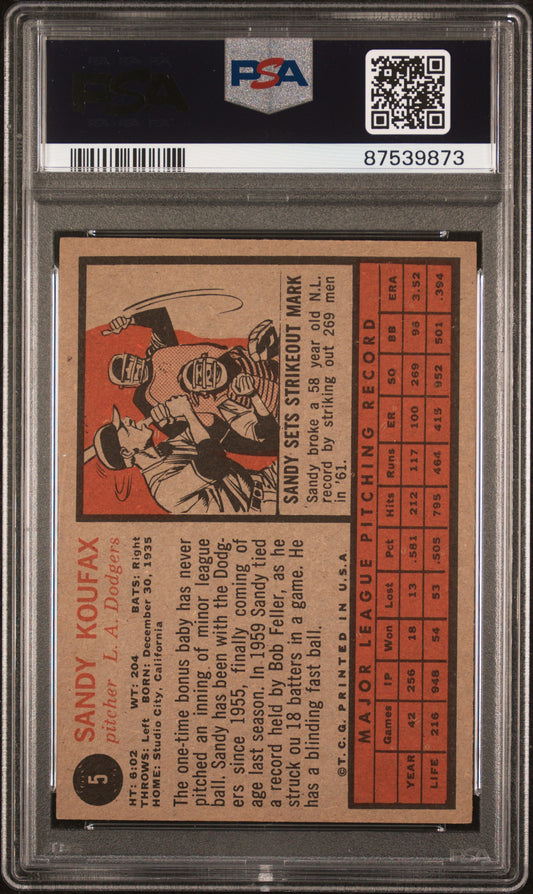 PSA
PSA
87539873
5
SANDY KOUFAX
pitcher L. A. Dodgers
HT: 6:02 WT: 204 BATS: Right
THROWS: Left BORN: December 30, 1935
HOME: Studio City, California
The one-time bonus baby has never
pitched an inning of minor league
ball. Sandy has been with the Dodg-
ers since 1955, finally coming of
age last season. In 1959 Sandy tied
a record held by Bob Feller, as he
struck ou 18 batters in a game. He
has a blinding fast ball.
SANDY SETS STRIKEOUT MARK
Sandy broke a 58 year old N.L.
record by striking out 269 men
in '61.
©T.C.G. PRINTED IN U.S.A.
MAJOR LEAGUE PITCHING RECORD
Games IP Won Lost Pct Hits Runs ER SO BB ERA
YEAR 42 256 18 13 .581 212 117 100 269 96 3.52
LIFE 216 948 54 53 .505 795 464 415 952 501 .394
PSA